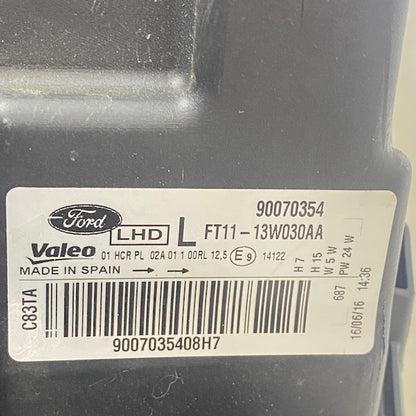 Ford LHD L 90070354
FT11-13W030AA
Valeo 01 HCR PL 02A 01 1 00RL 12,5 E 9 14122
MADE IN SPAIN → →
C83TA
9007035408H7
H 7
H 15
W 5 W
PW 24 W
687
16/06/16 14:36